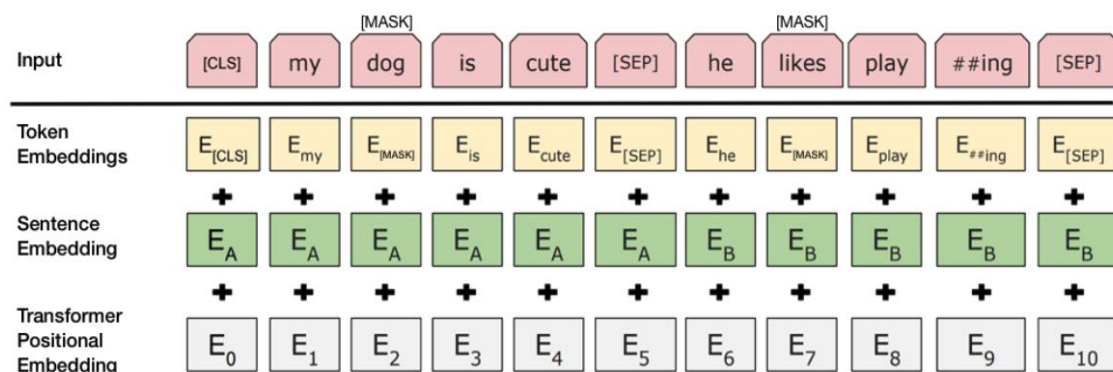 [MASK] [MASK]
Input [CLS] my dog is cute [SEP] he likes play ##ing [SEP]
Token
Embeddings
E[CLS] Emy E[MASK] Eis Ecute E[SEP] Ehe E[MASK] Eplay E##ing E[SEP]
+ + + + + + + + + + +
Sentence
Embedding
EA EA EA EA EA EA EB EB EB EB EB
+ + + + + + + + + + +
Transformer
Positional
Embedding
E0 E1 E2 E3 E4 E5 E6 E7 E8 E9 E10